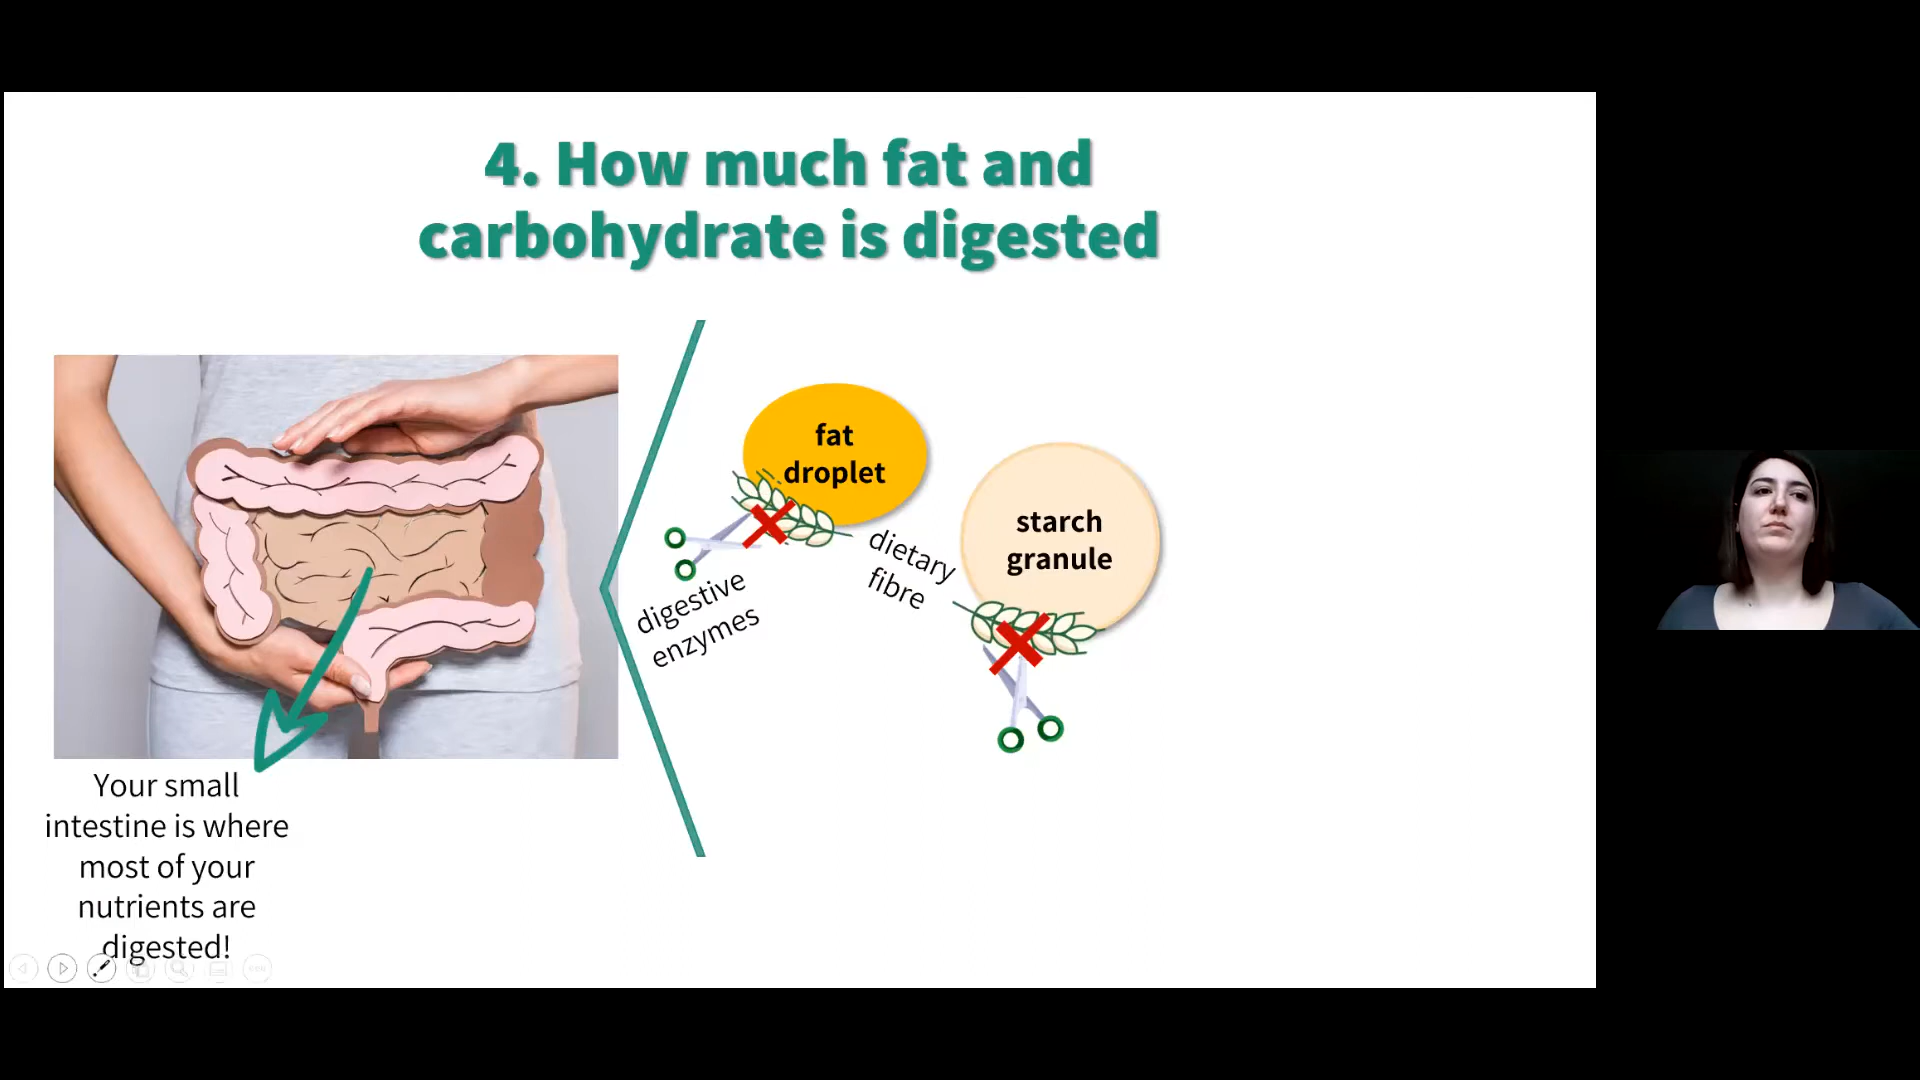 4. How much fat and
carbohydrate is digested
fat
droplet
starch
granule
dietary
fibre
digestive
enzymes
Your small
intestine is where
most of your
nutrients are
digested!